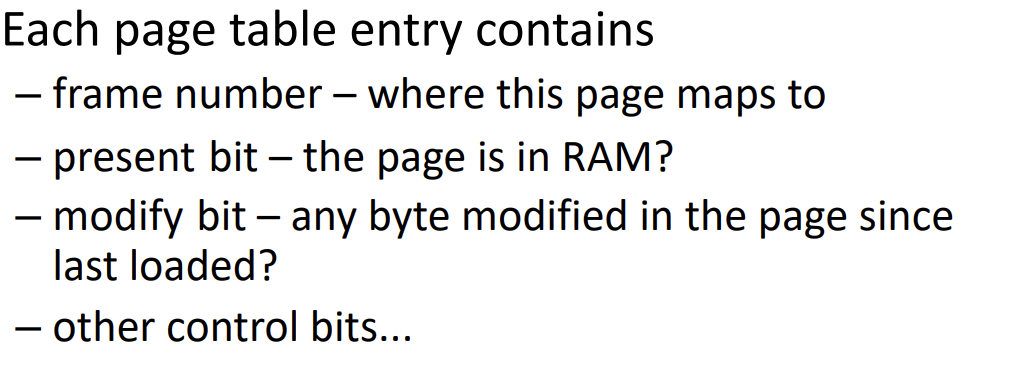 Each page table entry contains
– frame number – where this page maps to
– present bit – the page is in RAM?
– modify bit – any byte modified in the page since
last loaded?
– other control bits...